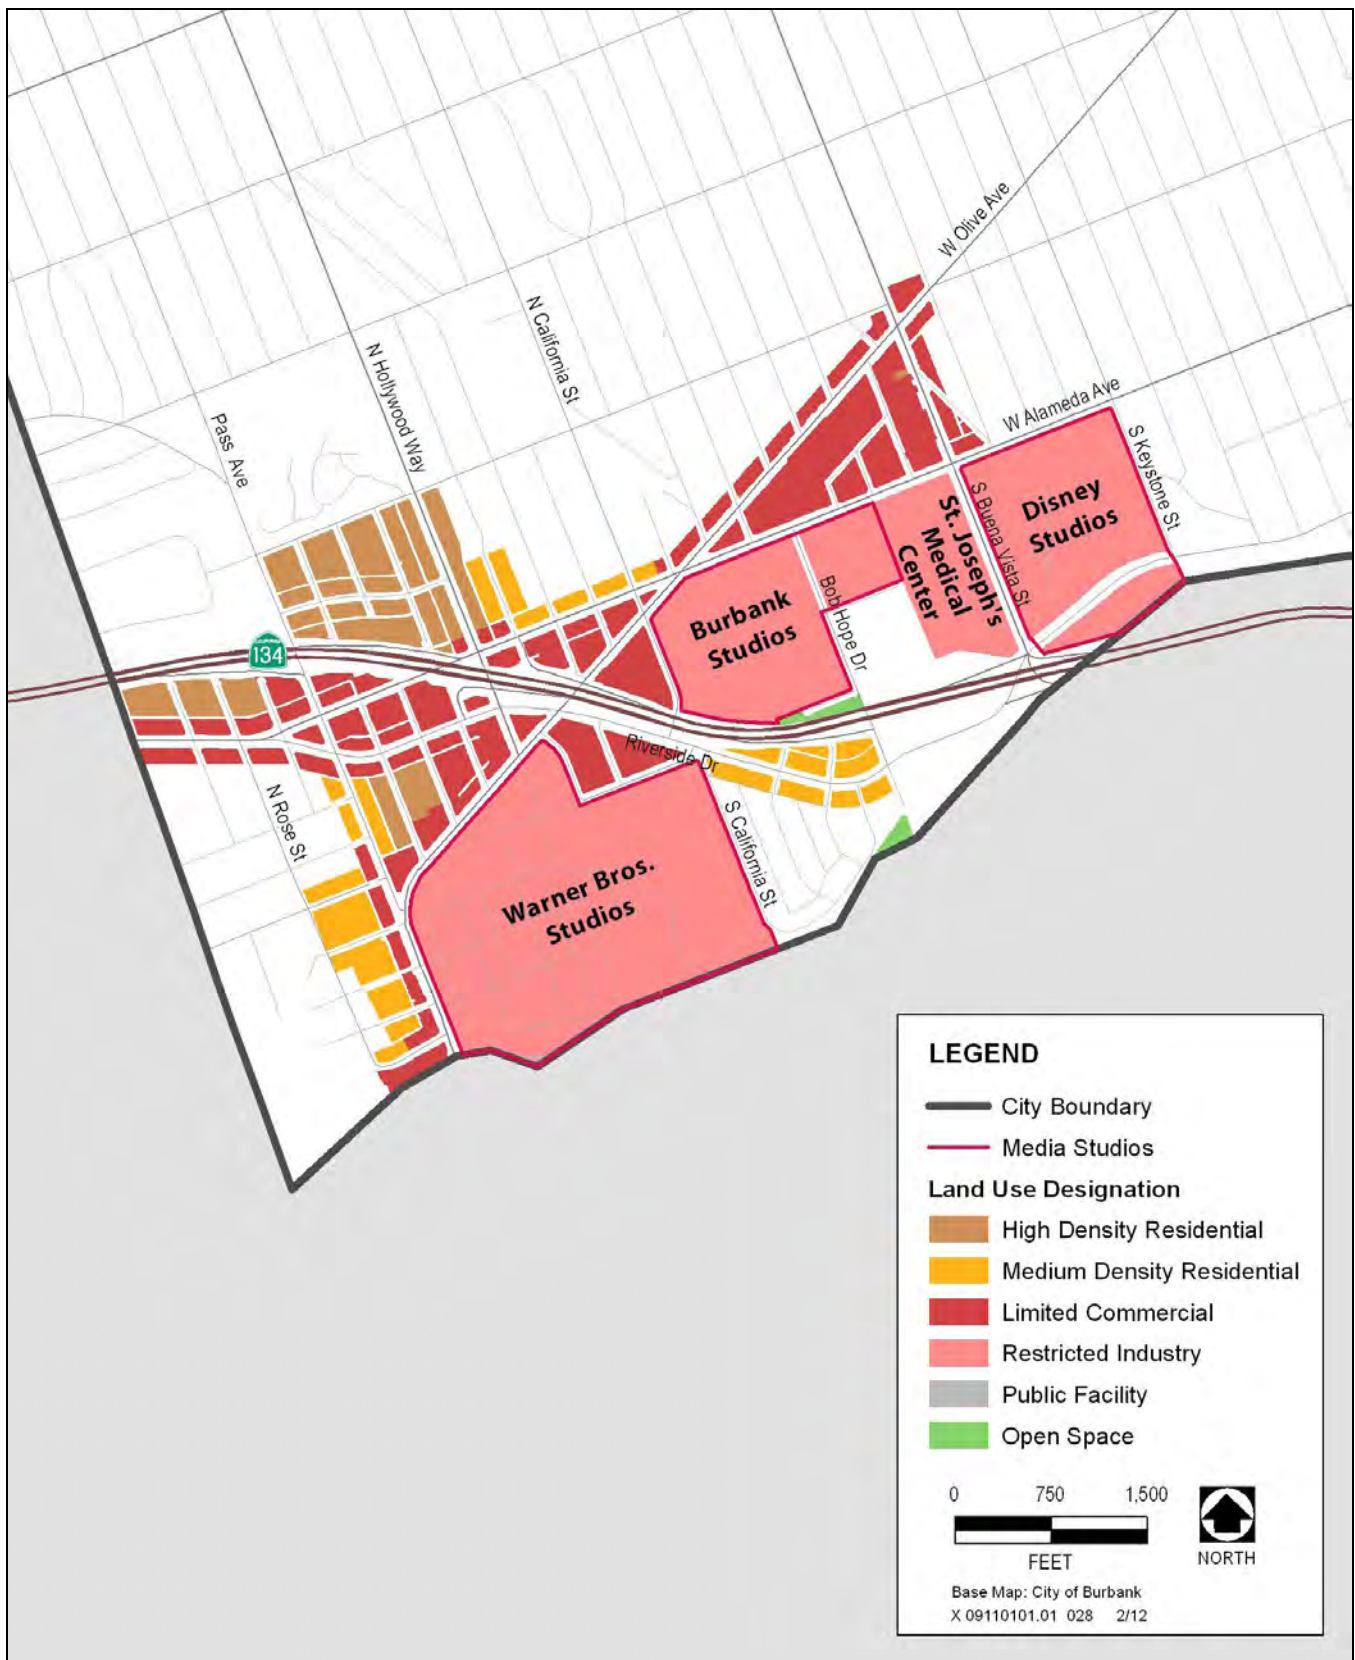 W Olive Ave
N California St
N Hollywood Way
Pass Ave
W Alameda Ave
S Keystone St
Disney
Studios
S Buena Vista St
St. Joseph's
Medical
Center
Bob Hope Dr
Burbank
Studios
CALIFORNIA
134
Riverside Dr
N Rose St
S California St
Warner Bros.
Studios
LEGEND
City Boundary
Media Studios
Land Use Designation
High Density Residential
Medium Density Residential
Limited Commercial
Restricted Industry
Public Facility
Open Space
0 750 1,500
FEET
NORTH
Base Map: City of Burbank
X 09110101.01 028 2/12